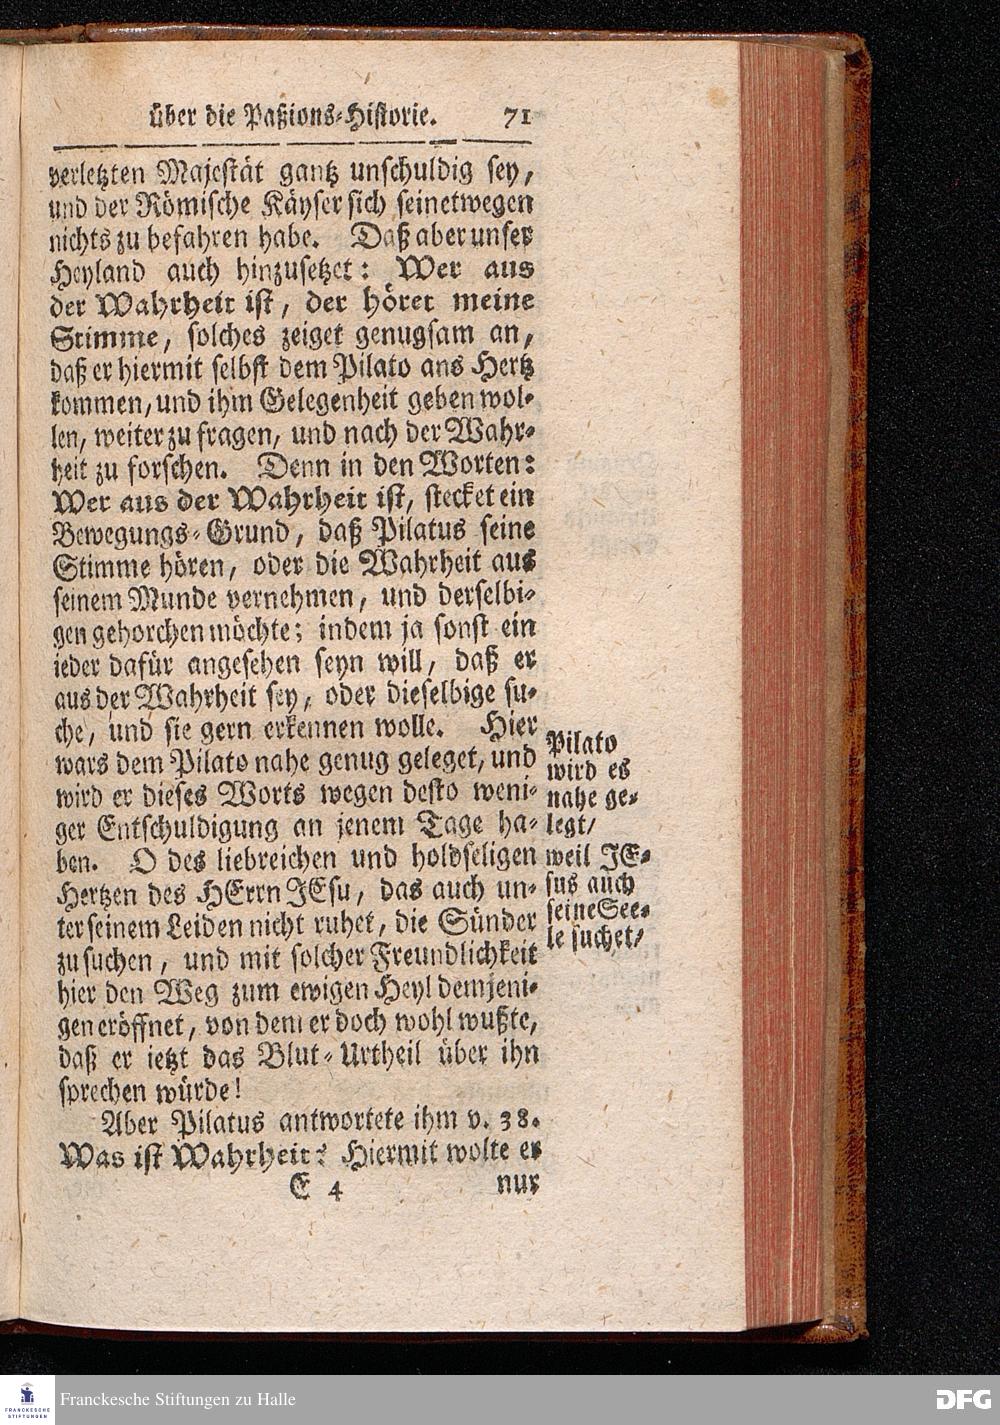 über die Paßions-Historie. 71
verletzten Majestät gantz unschuldig sey,
und der Römische Käyser sich seinetwegen
nichts zu befahren habe. Daß aber unser
Heyland auch hinzusetzet: Wer aus
der Wahrheit ist, der höret meine
Stimme, solches zeiget genugsam an,
daß er hiermit selbst dem Pilato ans Hertz
kommen, und ihm Gelegenheit geben wol-
len, weiter zu fragen, und nach der Wahr-
heit zu forschen. Denn in den Worten:
Wer aus der Wahrheit ist, stecket ein
Bewegungs-Grund, daß Pilatus seine
Stimme hören, oder die Wahrheit aus
seinem Munde vernehmen, und derselbi-
gen gehorchen möchte; indem ja sonst ein
ieder dafür angesehen seyn will, daß er
aus der Wahrheit sey, oder dieselbige su-
che, und sie gern erkennen wolle. Hier
wars dem Pilato nahe genug geleget, und
wird er dieses Worts wegen desto weni-
ger Entschuldigung an jenem Tage ha-
ben. O des liebreichen und holdseligen
Hertzen des HErrn JEsu, das auch un-
ter seinem Leiden nicht ruhet, die Sünder
zu suchen, und mit solcher Freundlichkeit
hier den Weg zum ewigen Heyl demjeni-
gen eröffnet, von dem er doch wohl wußte,
daß er ietzt das Blut-Urtheil über ihn
sprechen würde!
Aber Pilatus antwortete ihm v. 38.
Was ist Wahrheit? Hiermit wolte er
E 4 nur
Pilato
wird es
nahe ge-
legt/
weil JE-
sus auch
seine See-
le suchet/
FRANCKESCHE
STIFTUNGEN
Franckesche Stiftungen zu Halle
DFG